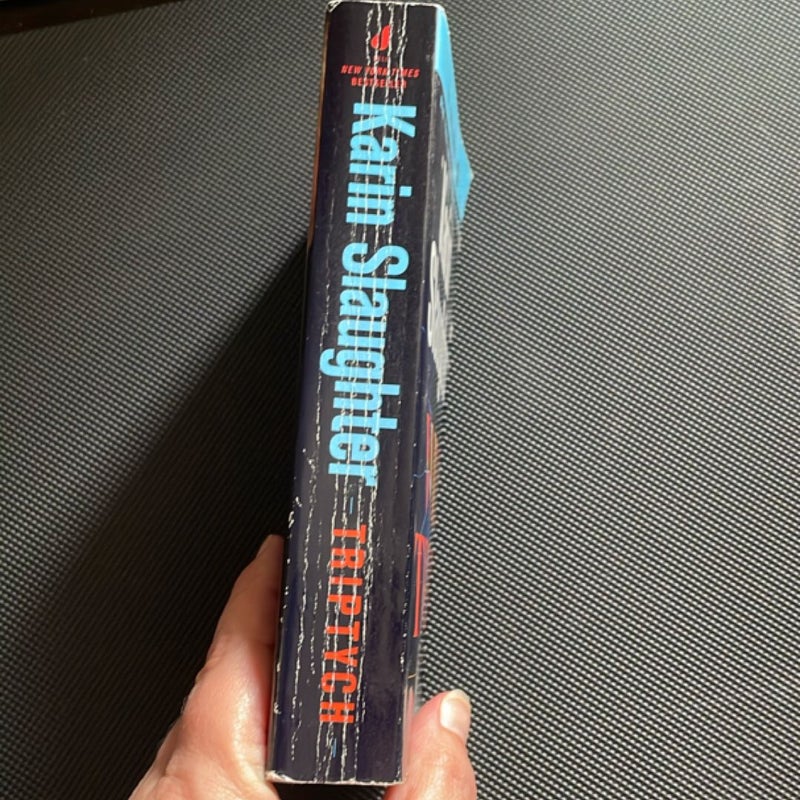 NEW YORK TIMES
BESTSELLER
Karin Slaughter
TRIPTYCH